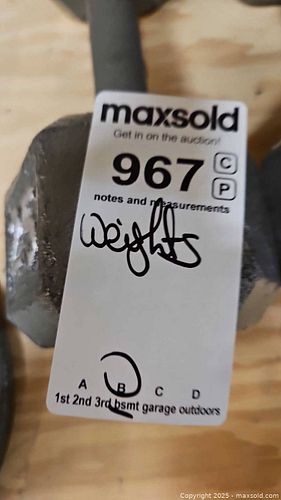 maxsold
Get in on the auction!
967 C
P
notes and measurements
Weights
A B C D
1st 2nd 3rd bsmt garage outdoors
Copyright 2025 - maxsold.com